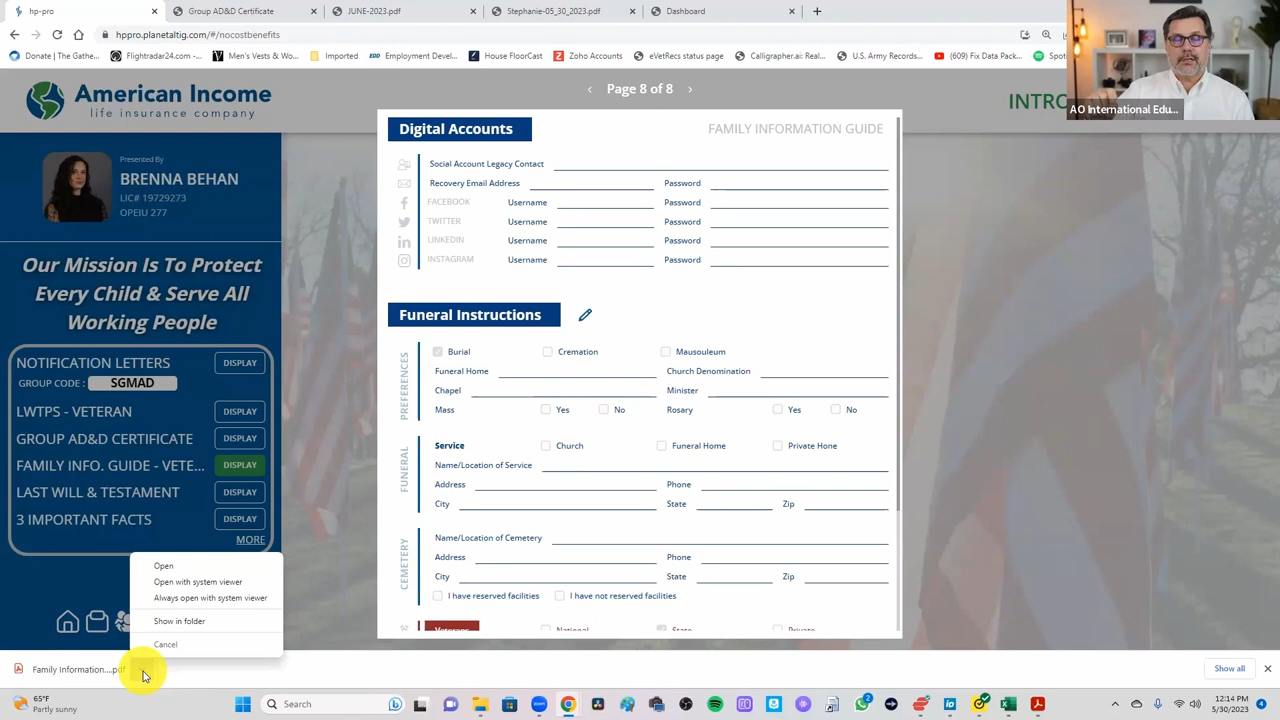 hp-pro
Group AD&D Certificate
JUNE-2023.pdf
Stephanie-05_30_2023.pdf
Dashboard
hppro.planetaltig.com/#/nocostbenefits
Donate | The Gathe...
Flightradar24.com -...
Men's Vests & Wo...
Imported
EDD Employment Devel...
House FloorCast
Zoho Accounts
eVetRecs status page
Calligrapher.ai: Real...
U.S. Army Records...
(609) Fix Data Pack...
Spot
AO International Edu...
American Income
life insurance company
Page 8 of 8
INTRO
Presented By
BRENNA BEHAN
LIC# 19729273
OPEIU 277
Our Mission Is To Protect
Every Child & Serve All
Working People
NOTIFICATION LETTERS DISPLAY
GROUP CODE : SGMAD
LWTPS - VETERAN DISPLAY
GROUP AD&D CERTIFICATE DISPLAY
FAMILY INFO. GUIDE - VETE... DISPLAY
LAST WILL & TESTAMENT DISPLAY
3 IMPORTANT FACTS DISPLAY
MORE
Digital Accounts
FAMILY INFORMATION GUIDE
Social Account Legacy Contact
Recovery Email Address Password
FACEBOOK Username Password
TWITTER Username Password
LINKEDIN Username Password
INSTAGRAM Username Password
Funeral Instructions
PREFERENCES
Burial Cremation Mausouleum
Funeral Home Church Denomination
Chapel Minister
Mass Yes No Rosary Yes No
FUNERAL
Service Church Funeral Home Private Hone
Name/Location of Service
Address Phone
City State Zip
CEMETERY
Name/Location of Cemetery
Address Phone
City State Zip
I have reserved facilities I have not reserved facilities
Veterans National State Private
Open
Open with system viewer
Always open with system viewer
Show in folder
Cancel
Family Information....pdf
Show all
65°F
Partly sunny
Search
12:14 PM
5/30/2023